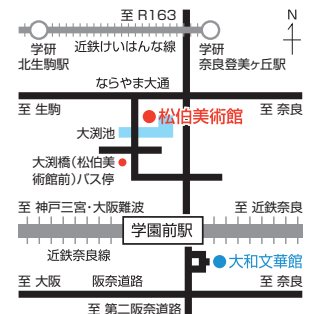 至 R163
N
近鉄けいはんな線
学研
北生駒駅
学研
奈良登美ヶ丘駅
ならやま大通
至 生駒
至 奈良
松伯美術館
大渕池
大渕橋(松伯美
術館前)バス停
至 神戸三宮・大阪難波
至 近鉄奈良
学園前駅
近鉄奈良線
大和文華館
至 大阪
阪奈道路
至 奈良
至 第二阪奈道路